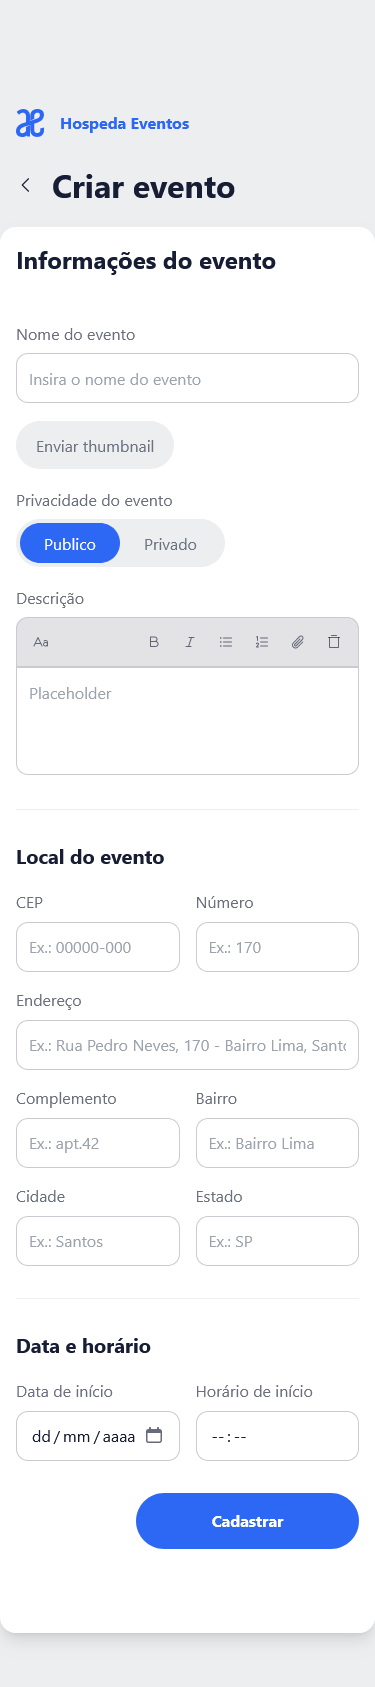 Hospeda Eventos
Criar evento
Informações do evento
Nome do evento
Insira o nome do evento
Enviar thumbnail
Privacidade do evento
Publico Privado
Descrição
Aa B I
Placeholder
Local do evento
CEP Número
Ex.: 00000-000 Ex.: 170
Endereço
Ex.: Rua Pedro Neves, 170 - Bairro Lima, Santo
Complemento Bairro
Ex.: apt.42 Ex.: Bairro Lima
Cidade Estado
Ex.: Santos Ex.: SP
Data e horário
Data de início Horário de início
dd/mm/aaaa --:--
Cadastrar